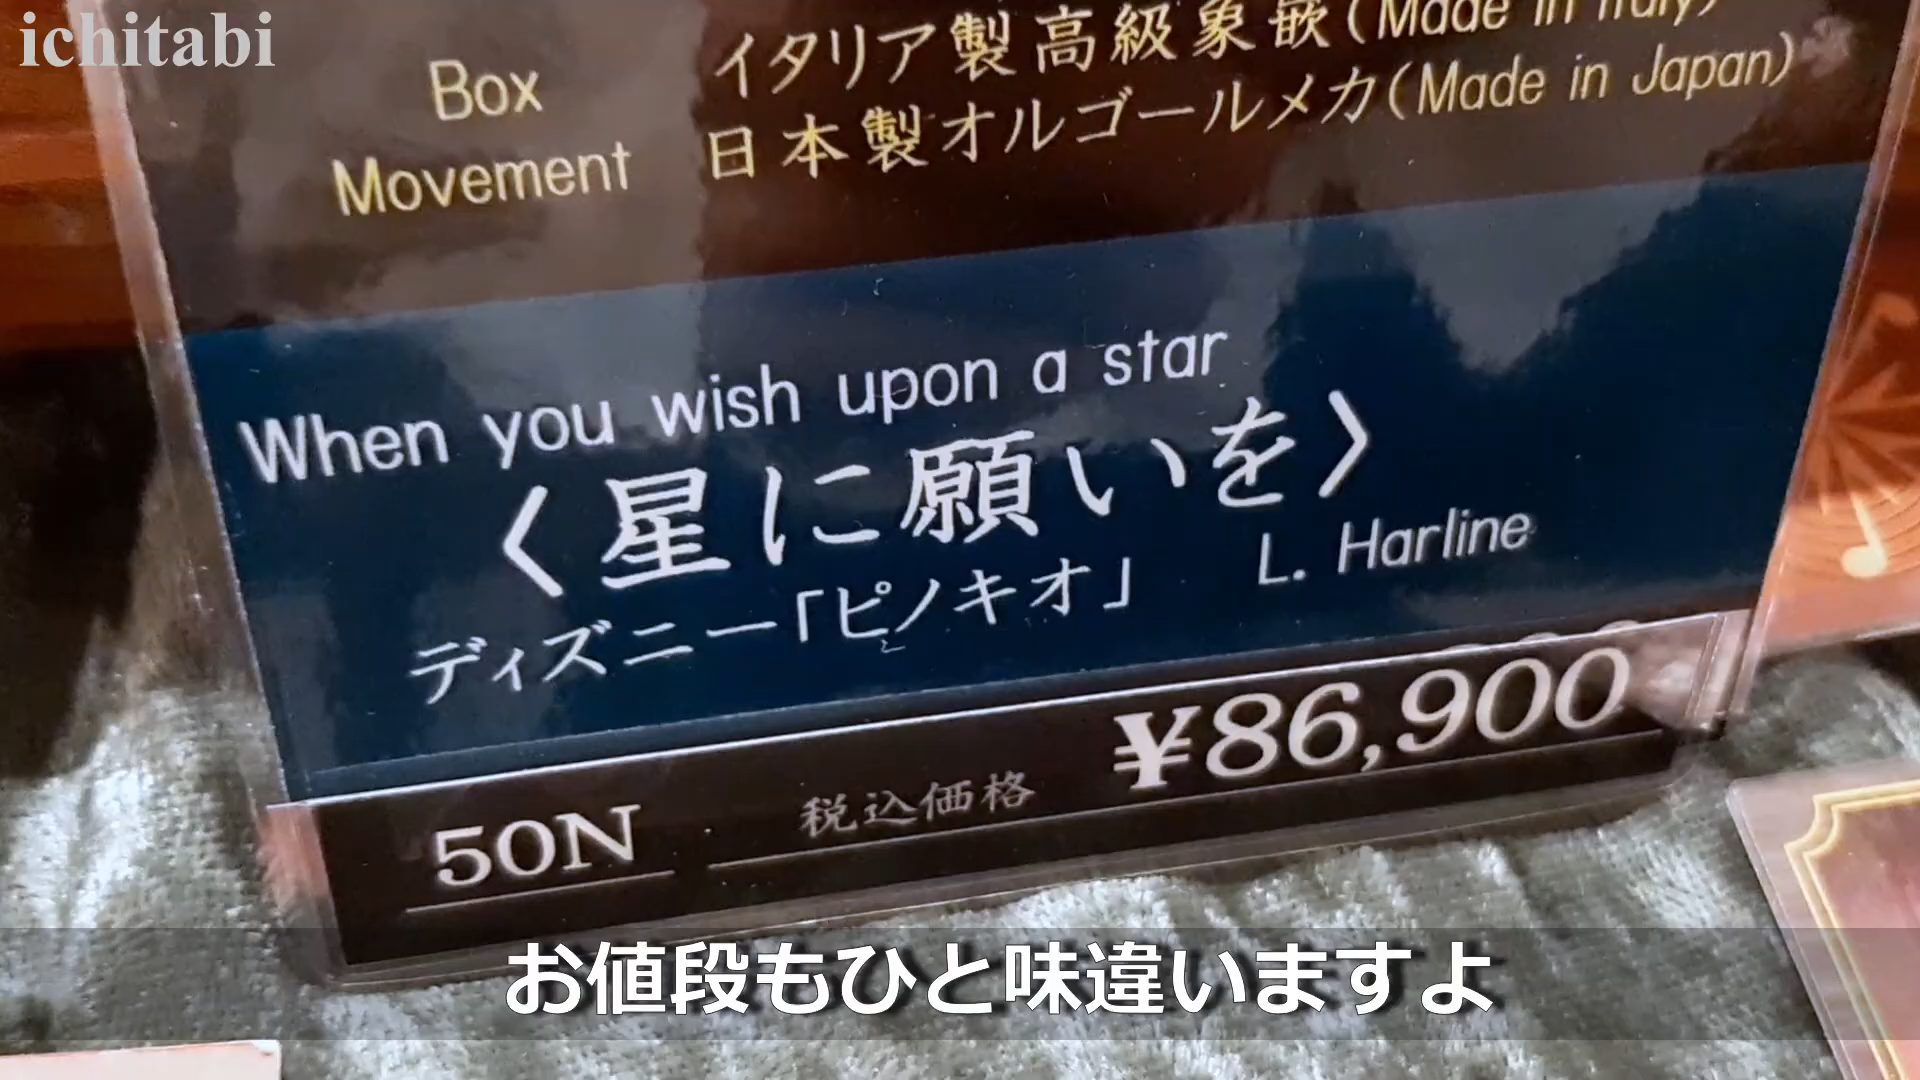 ichitabi
Box イタリア製高級象嵌(Made in Italy)
Movement 日本製オルゴールメカ(Made in Japan)
When you wish upon a star
〈星に願いを〉
ディズニー「ピノキオ」 L. Harline
50N 税込価格 ¥86,900
お値段もひと味違いますよ